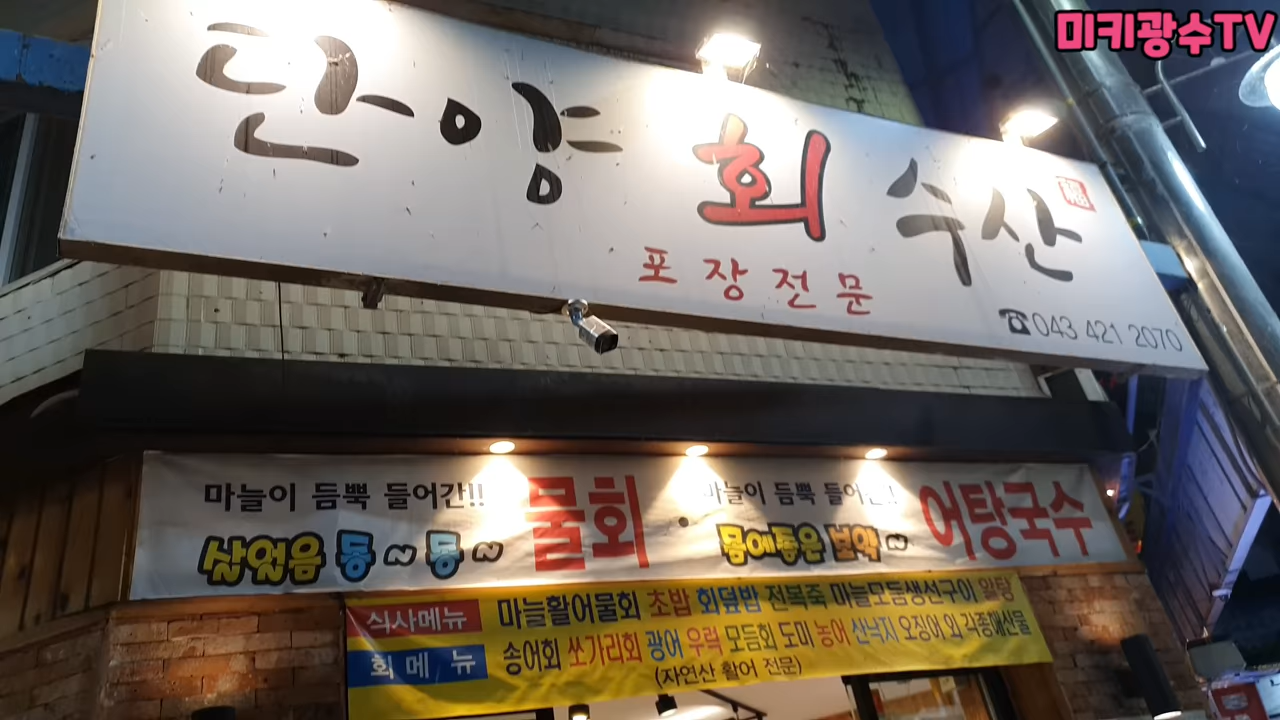 미키광수TV
단양 회 수산
포장전문
☎043 421 2070
마늘이 듬뿍 들어간!! 물회
살얼음 동~동~
마늘이 듬뿍 들어간! 어탕국수
몸에좋은 보약~
식사메뉴 마늘활어물회 초밥 회덮밥 전복죽 마늘모듬생선구이 알탕
회 메 뉴 송어회 쏘가리회 광어 우럭 모듬회 도미 농어 산낙지 오징어 외 각종해산물
(자연산 활어 전문)